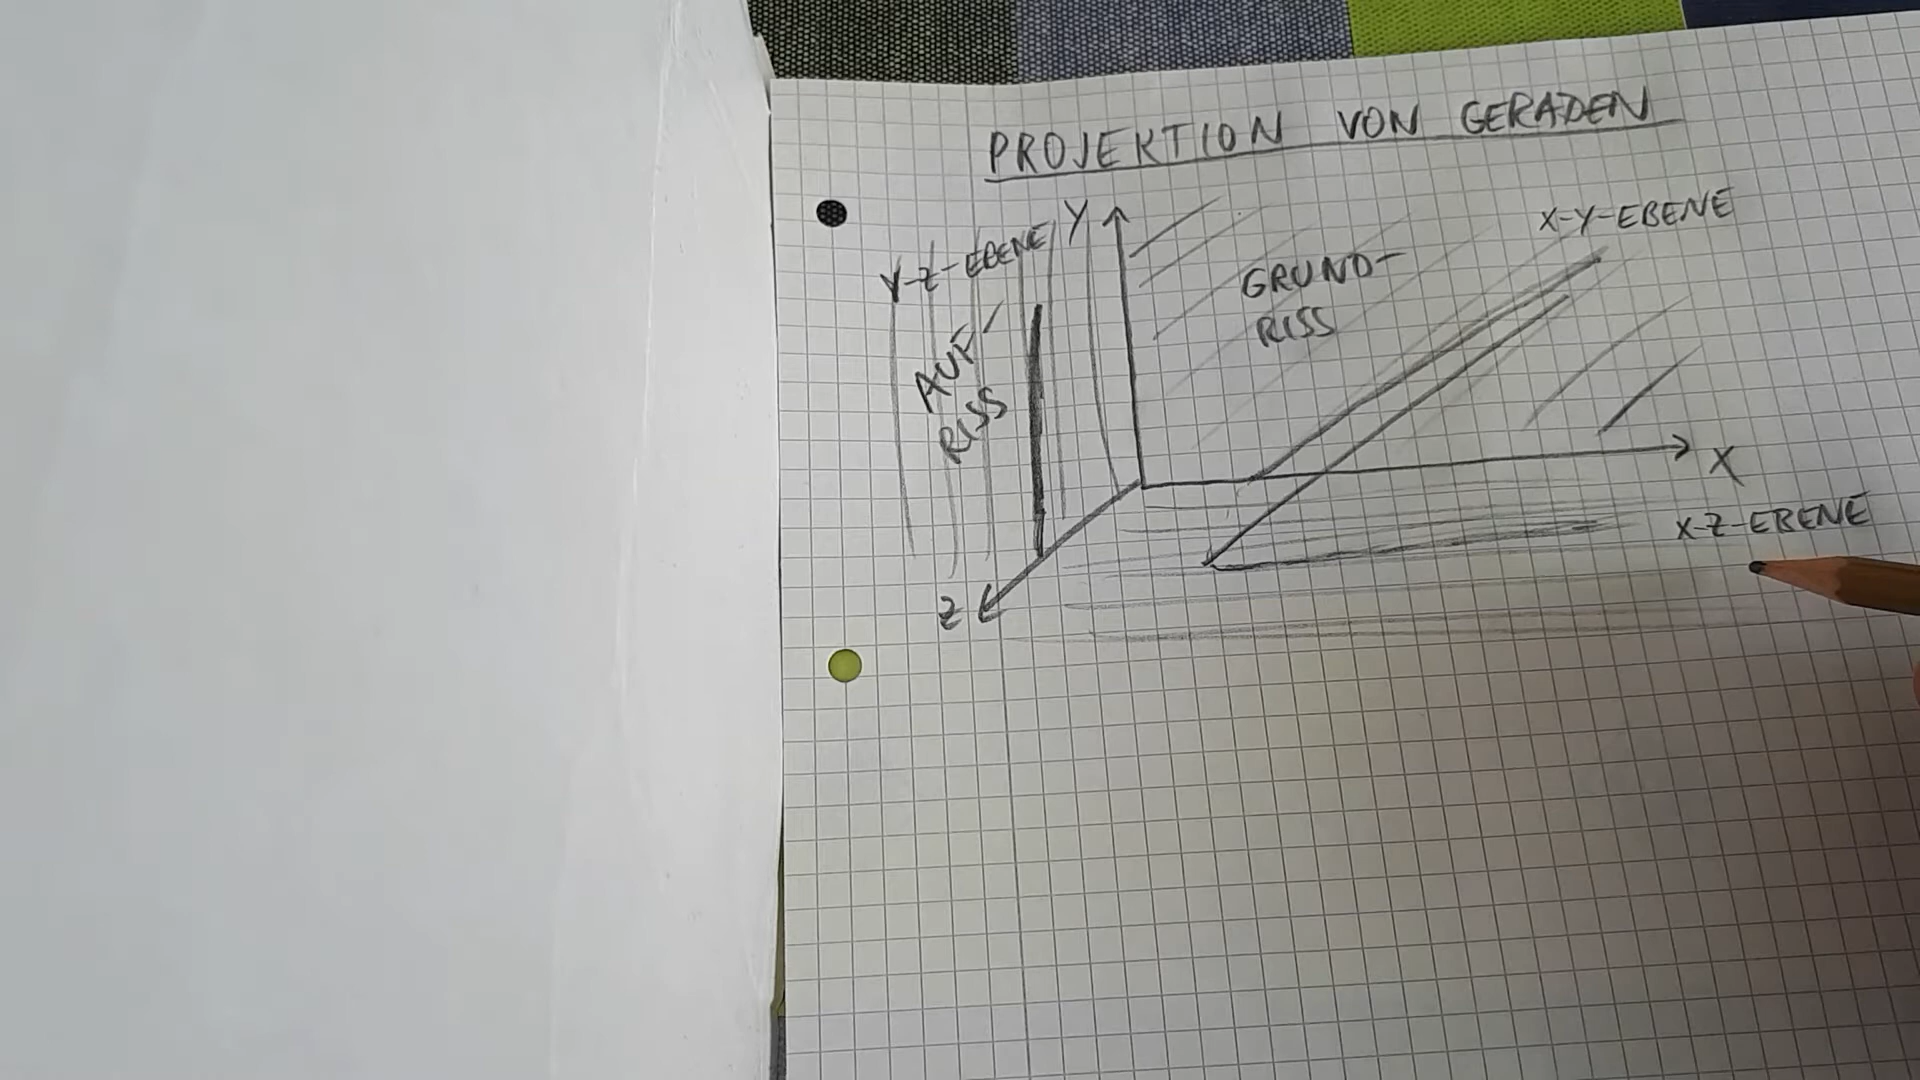 PROJEKTION VON GERADEN
Y
X-Y-EBENE
Y-Z-EBENE
GRUND-
RISS
AUF-
RISS
X
X-Z-EBENE
Z